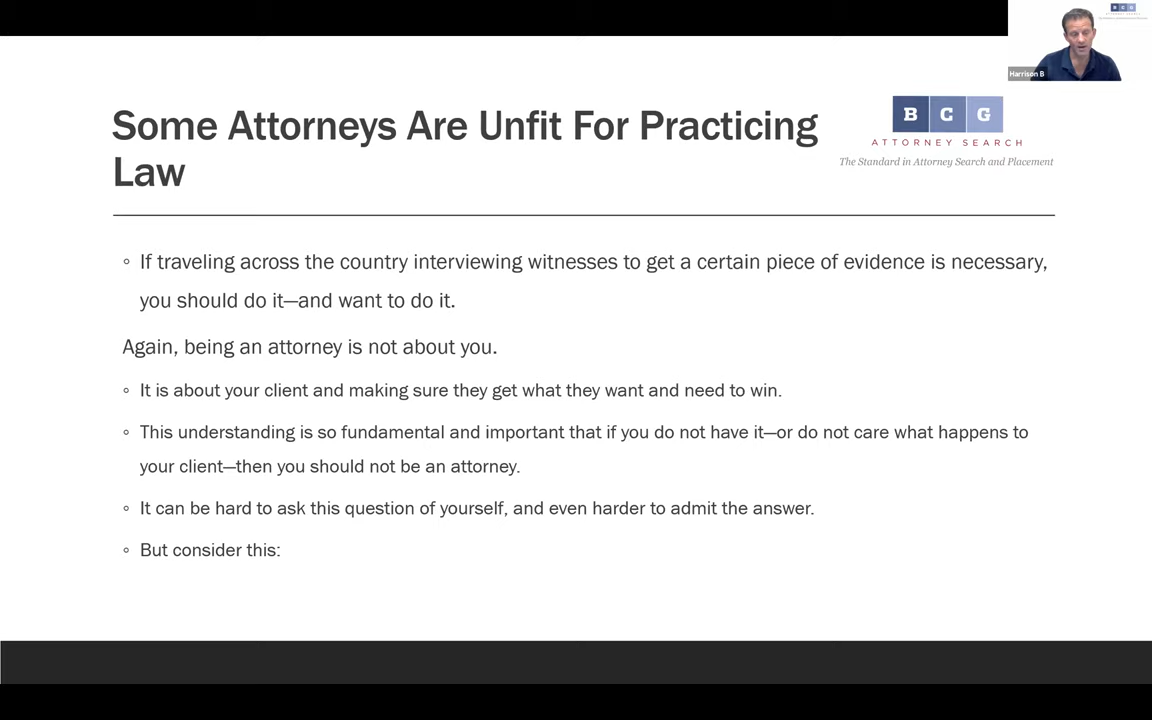 Harrison B
B C G
ATTORNEY SEARCH
The Standard in Attorney Search and Placement
Some Attorneys Are Unfit For Practicing
Law
◦ If traveling across the country interviewing witnesses to get a certain piece of evidence is necessary,
you should do it—and want to do it.
Again, being an attorney is not about you.
◦ It is about your client and making sure they get what they want and need to win.
◦ This understanding is so fundamental and important that if you do not have it—or do not care what happens to
your client—then you should not be an attorney.
◦ It can be hard to ask this question of yourself, and even harder to admit the answer.
◦ But consider this: